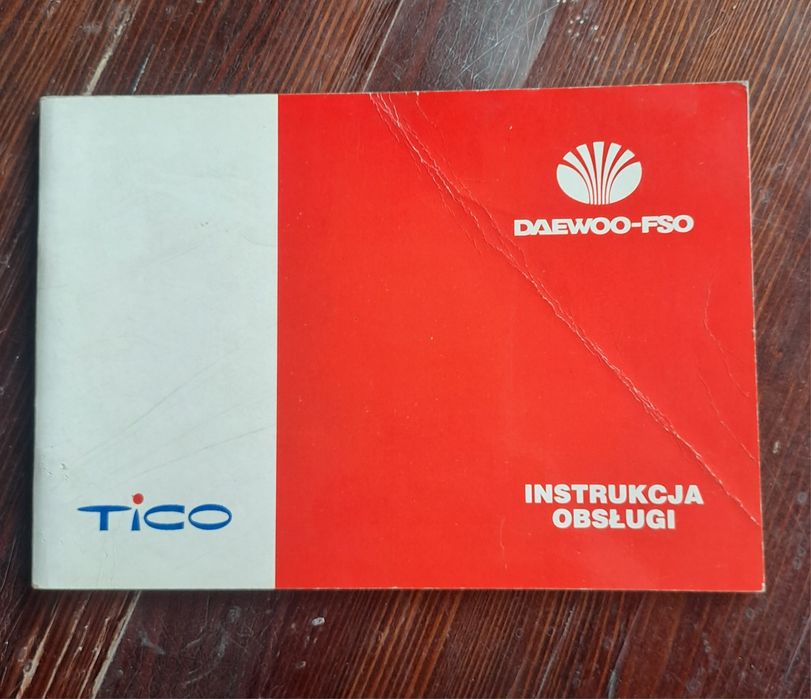 DAEWOO-FSO
TiCO
INSTRUKCJA
OBSŁUGI